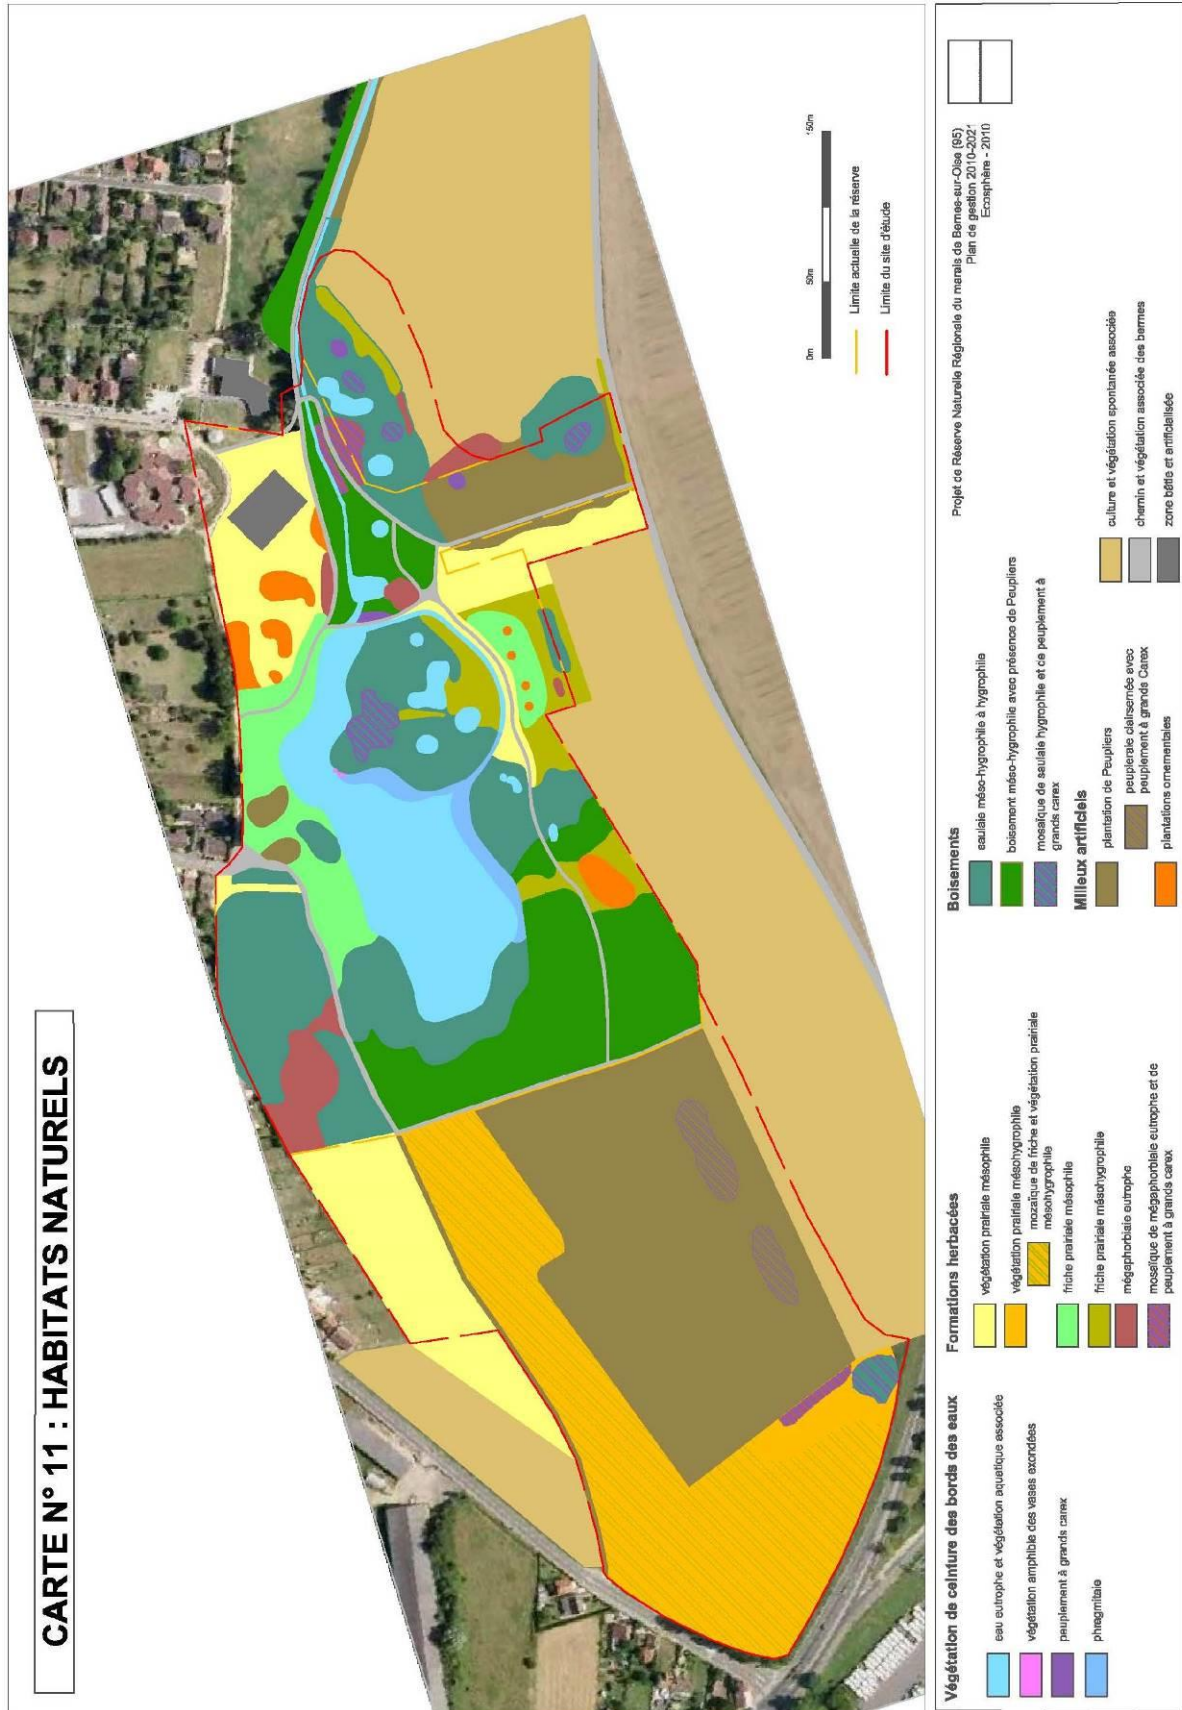 CARTE N° 11 : HABITATS NATURELS
0m
50m
150m
Limite actuelle de la réserve
Limite du site d'étude
Végétation de ceinture des bords des eaux
eau eutrophe et végétation aquatique associée
végétation amphibie des vases exondées
peuplement à grands carex
phragmitaie
Formations herbacées
végétation prairiale mésophile
végétation prairiale mésohygrophile
mozaïque de friche et végétation prairiale
mésohygrophile
friche prairiale mésophile
friche prairiale mésohygrophile
mégaphorbiaie eutrophe
mosaïque de mégaphorbiaie eutrophe et de
peuplement à grands carex
Boisements
saulaie méso-hygrophile à hygrophile
boisement méso-hygrophile avec présence de Peupliers
mosaïque de saulaie hygrophile et de peuplement à
grands carex
Milieux artificiels
plantation de Peupliers
peupleraie clairsemée avec
peuplement à grands Carex
plantations ornementales
culture et végétation spontanée associée
chemin et végétation associée des bermes
zone bâtie et artificialisée
Projet de Réserve Naturelle Régionale du marais de Bernes-sur-Oise (95)
Plan de gestion 2010-2021
Ecosphère - 2010